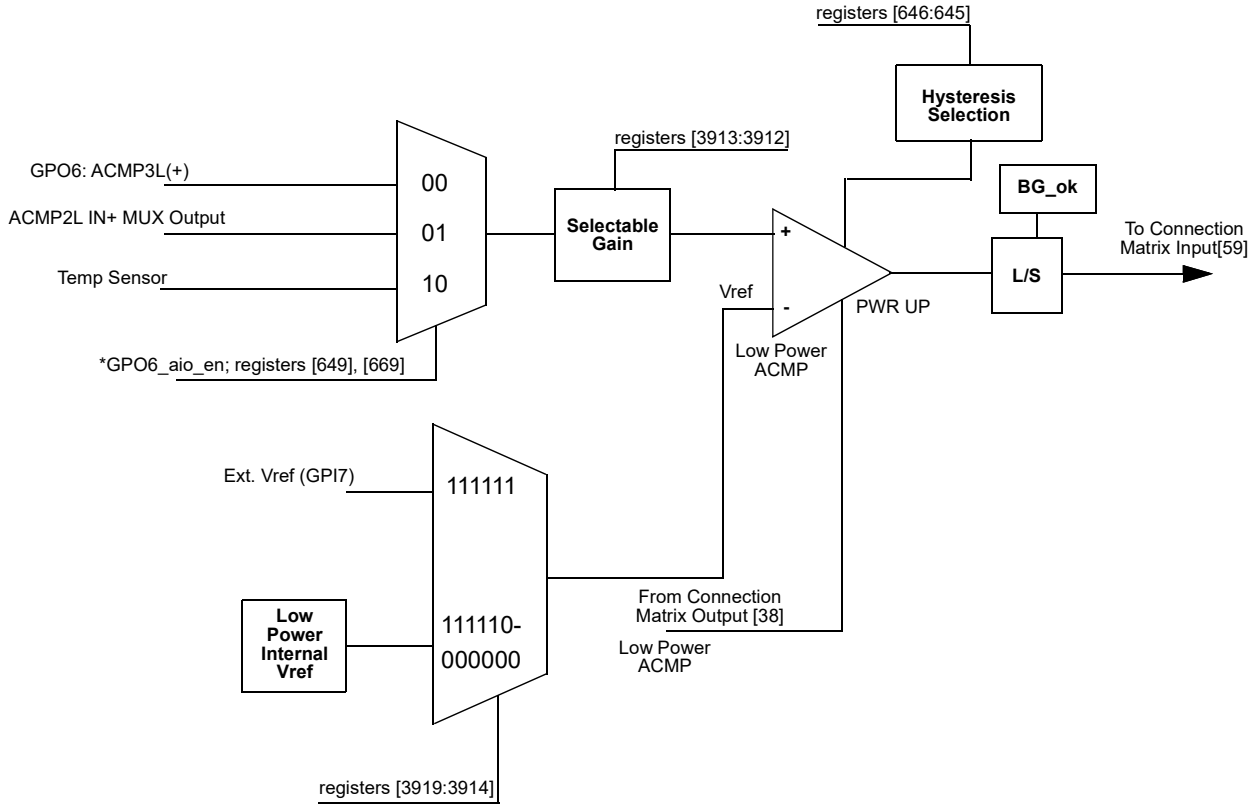 registers [646:645]
Hysteresis
Selection
registers [3913:3912]
GPO6: ACMP3L(+)
00
ACMP2L IN+ MUX Output
01
Temp Sensor
10
Selectable
Gain
+
-
BG_ok
L/S
To Connection
Matrix Input[59]
Vref
PWR UP
Low Power
ACMP
*GPO6_aio_en; registers [649], [669]
Ext. Vref (GPI7)
111111
Low
Power
Internal
Vref
111110-
000000
From Connection
Matrix Output [38]
Low Power
ACMP
registers [3919:3914]